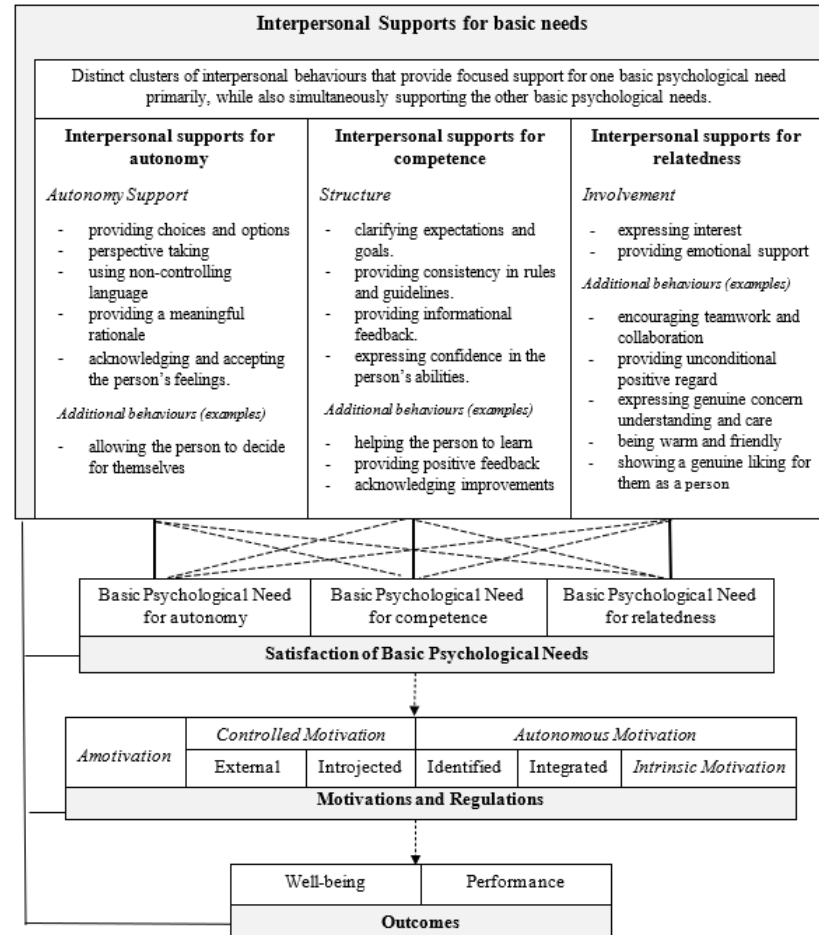 Interpersonal Supports for basic needs
Distinct clusters of interpersonal behaviours that provide focused support for one basic psychological need
primarily, while also simultaneously supporting the other basic psychological needs.
Interpersonal supports for
autonomy
Autonomy Support
- providing choices and options
- perspective taking
- using non-controlling
language
- providing a meaningful
rationale
- acknowledging and accepting
the person's feelings.
Additional behaviours (examples)
- allowing the person to decide
for themselves
Interpersonal supports for
competence
Structure
- clarifying expectations and
goals.
- providing consistency in rules
and guidelines.
- providing informational
feedback.
- expressing confidence in the
person's abilities.
Additional behaviours (examples)
- helping the person to learn
- providing positive feedback
- acknowledging improvements
Interpersonal supports for
relatedness
Involvement
- expressing interest
- providing emotional support
Additional behaviours (examples)
- encouraging teamwork and
collaboration
- providing unconditional
positive regard
- expressing genuine concern
understanding and care
- being warm and friendly
- showing a genuine liking for
them as a person
Basic Psychological Need
for autonomy
Basic Psychological Need
for competence
Basic Psychological Need
for relatedness
Satisfaction of Basic Psychological Needs
Amotivation
Controlled Motivation
Autonomous Motivation
External
Introjected
Identified
Integrated
Intrinsic Motivation
Motivations and Regulations
Well-being
Performance
Outcomes